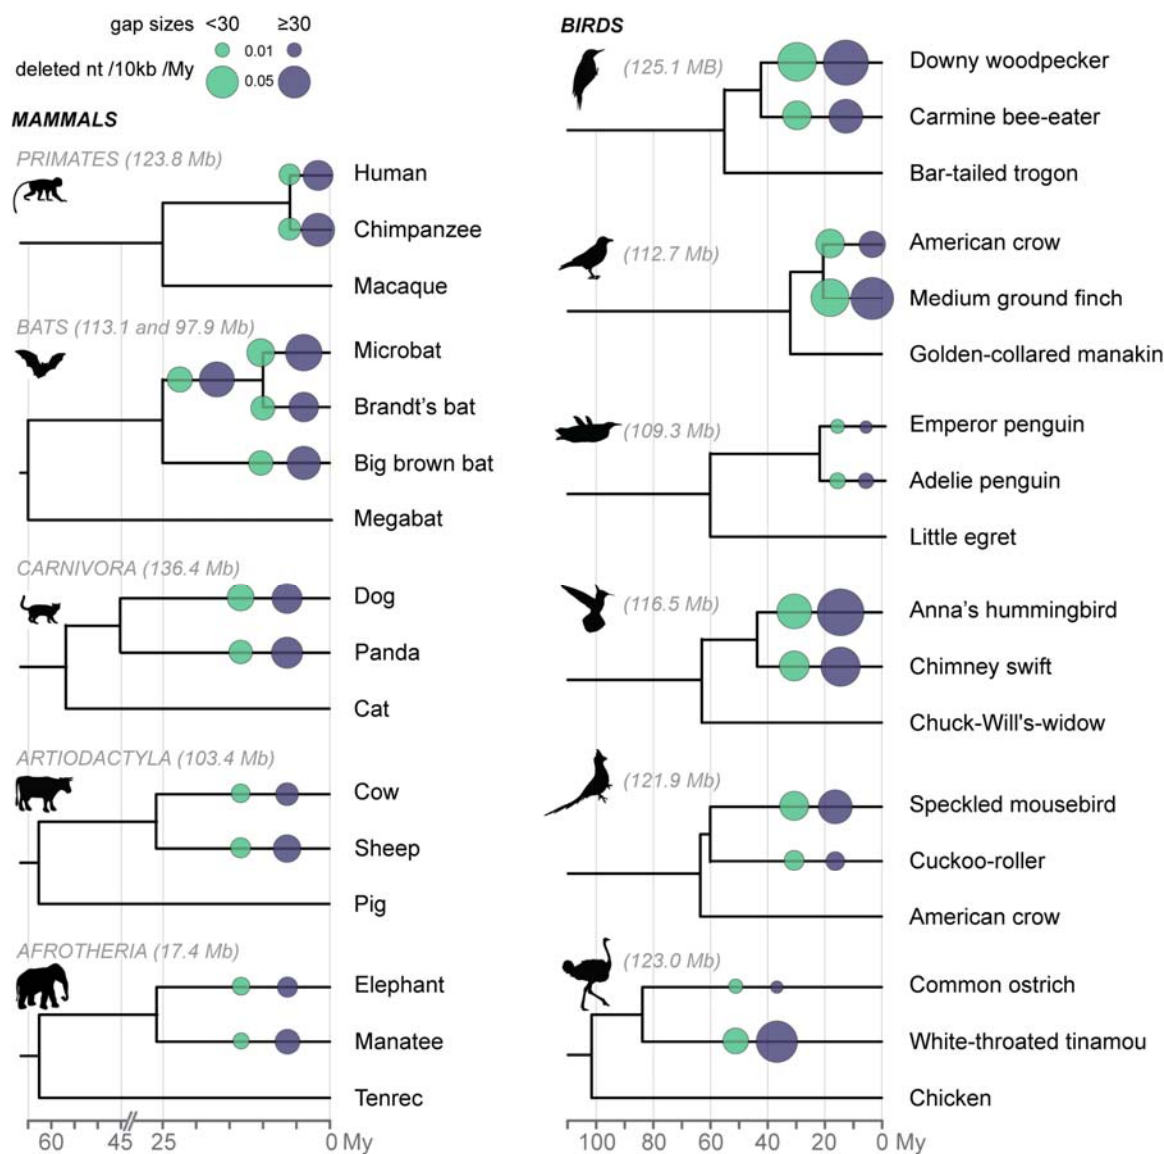 gap sizes <30 ≥30
0.01
deleted nt /10kb /My 0.05
MAMMALS
PRIMATES (123.8 Mb)
Human
Chimpanzee
Macaque
BATS (113.1 and 97.9 Mb)
Microbat
Brandt's bat
Big brown bat
Megabat
CARNIVORA (136.4 Mb)
Dog
Panda
Cat
ARTIODACTYLA (103.4 Mb)
Cow
Sheep
Pig
AFROTHERIA (17.4 Mb)
Elephant
Manatee
Tenrec
60 45 25 0 My
BIRDS
(125.1 MB)
Downy woodpecker
Carmine bee-eater
Bar-tailed trogon
(112.7 Mb)
American crow
Medium ground finch
Golden-collared manakin
(109.3 Mb)
Emperor penguin
Adelie penguin
Little egret
(116.5 Mb)
Anna's hummingbird
Chimney swift
Chuck-Will's-widow
(121.9 Mb)
Speckled mousebird
Cuckoo-roller
American crow
(123.0 Mb)
Common ostrich
White-throated tinamou
Chicken
100 80 60 40 20 0 My